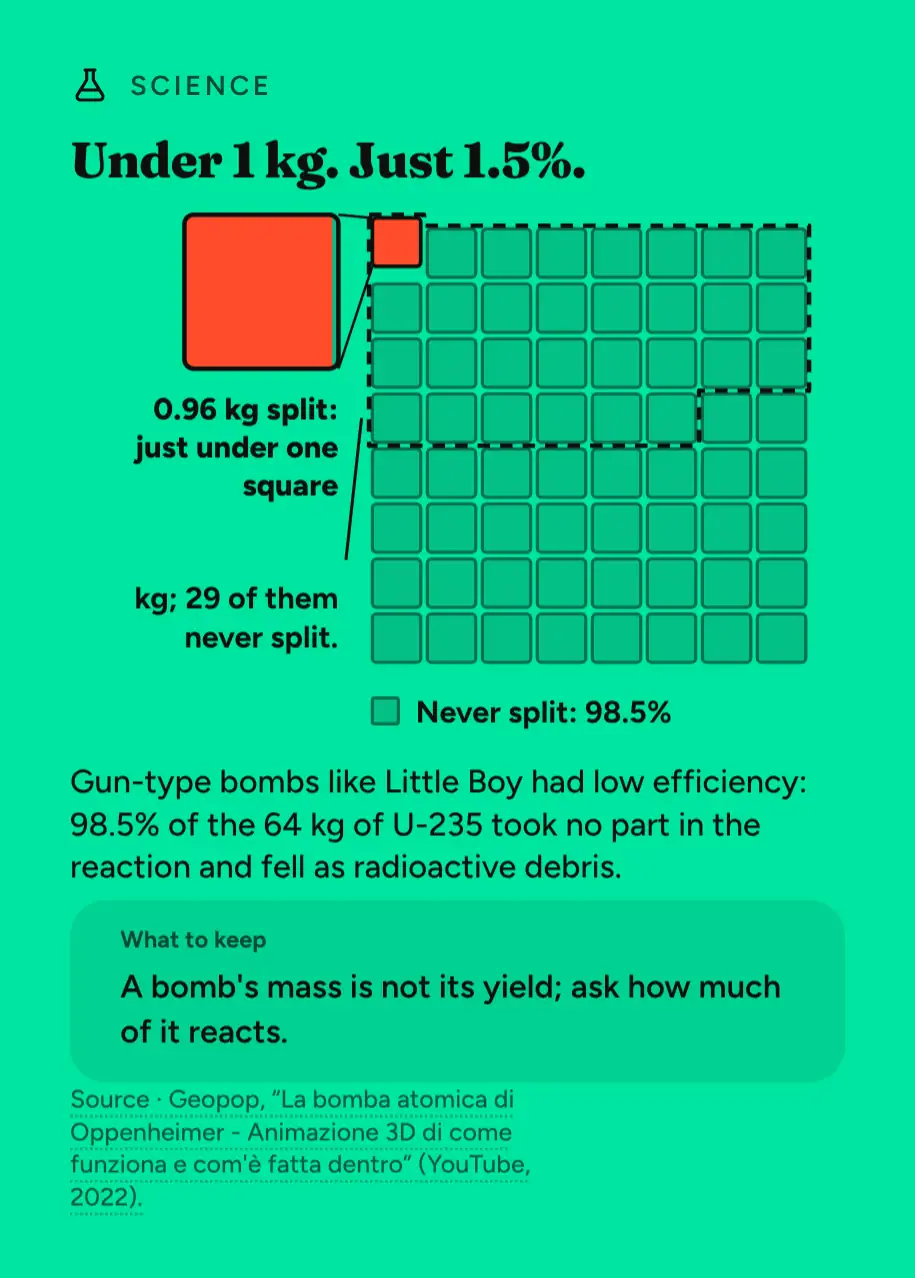 SCIENCE
Under 1 kg. Just 1.5%.
0.96 kg split:
just under one
square
kg; 29 of them
never split.
Never split: 98.5%
Gun-type bombs like Little Boy had low efficiency:
98.5% of the 64 kg of U-235 took no part in the
reaction and fell as radioactive debris.
What to keep
A bomb's mass is not its yield; ask how much
of it reacts.
Source · Geopop, “La bomba atomica di
Oppenheimer - Animazione 3D di come
funziona e com'è fatta dentro” (YouTube,
2022).